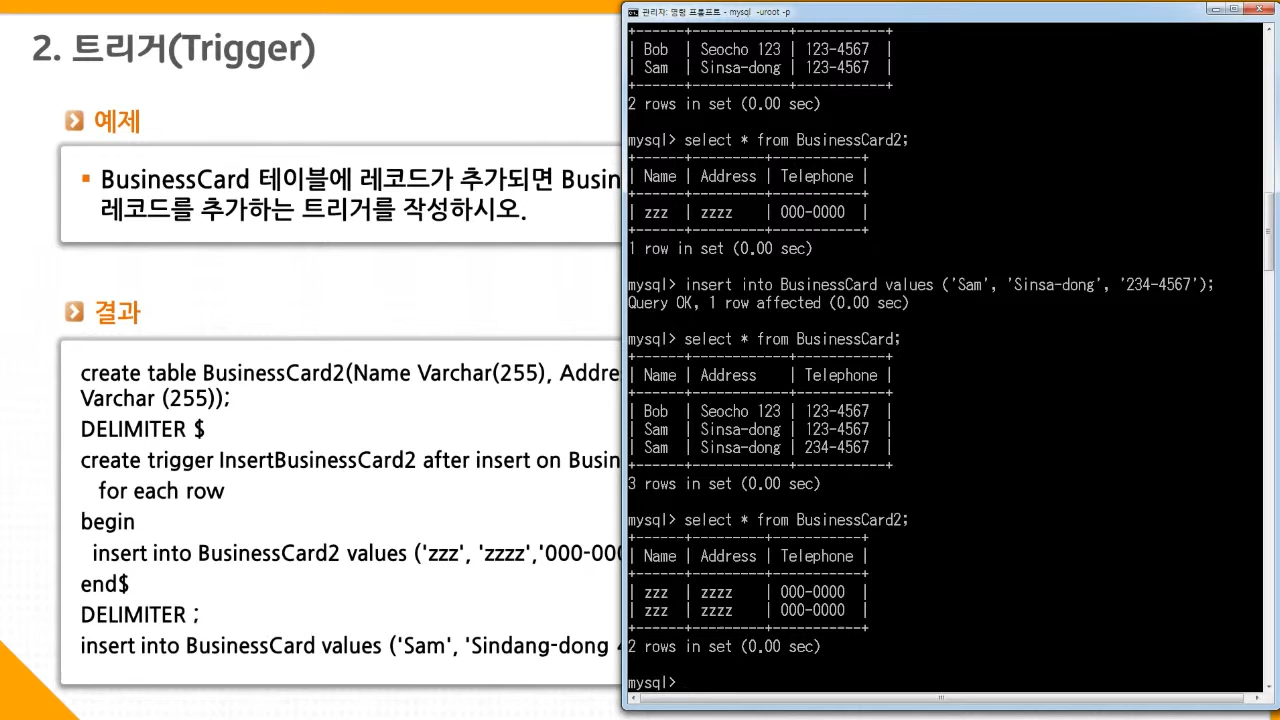 2. 트리거(Trigger)
예제
BusinessCard 테이블에 레코드가 추가되면 Busin
레코드를 추가하는 트리거를 작성하시오.
결과
create table BusinessCard2(Name Varchar(255), Addre
Varchar (255));
DELIMITER $
create trigger InsertBusinessCard2 after insert on Busin
for each row
begin
insert into BusinessCard2 values ('zzz', 'zzzz','000-000
end$
DELIMITER ;
insert into BusinessCard values ('Sam', 'Sindang-dong 4
관리자: 명령 프롬프트 - mysql -uroot -p
+------+------------+-----------+
| Bob | Seocho 123 | 123-4567 |
| Sam | Sinsa-dong | 123-4567 |
+------+------------+-----------+
2 rows in set (0.00 sec)
mysql> select * from BusinessCard2;
+------+---------+-----------+
| Name | Address | Telephone |
+------+---------+-----------+
| zzz | zzzz | 000-0000 |
+------+---------+-----------+
1 row in set (0.00 sec)
mysql> insert into BusinessCard values ('Sam', 'Sinsa-dong', '234-4567');
Query OK, 1 row affected (0.00 sec)
mysql> select * from BusinessCard;
+------+------------+-----------+
| Name | Address | Telephone |
+------+------------+-----------+
| Bob | Seocho 123 | 123-4567 |
| Sam | Sinsa-dong | 123-4567 |
| Sam | Sinsa-dong | 234-4567 |
+------+------------+-----------+
3 rows in set (0.00 sec)
mysql> select * from BusinessCard2;
+------+---------+-----------+
| Name | Address | Telephone |
+------+---------+-----------+
| zzz | zzzz | 000-0000 |
| zzz | zzzz | 000-0000 |
+------+---------+-----------+
2 rows in set (0.00 sec)
mysql>